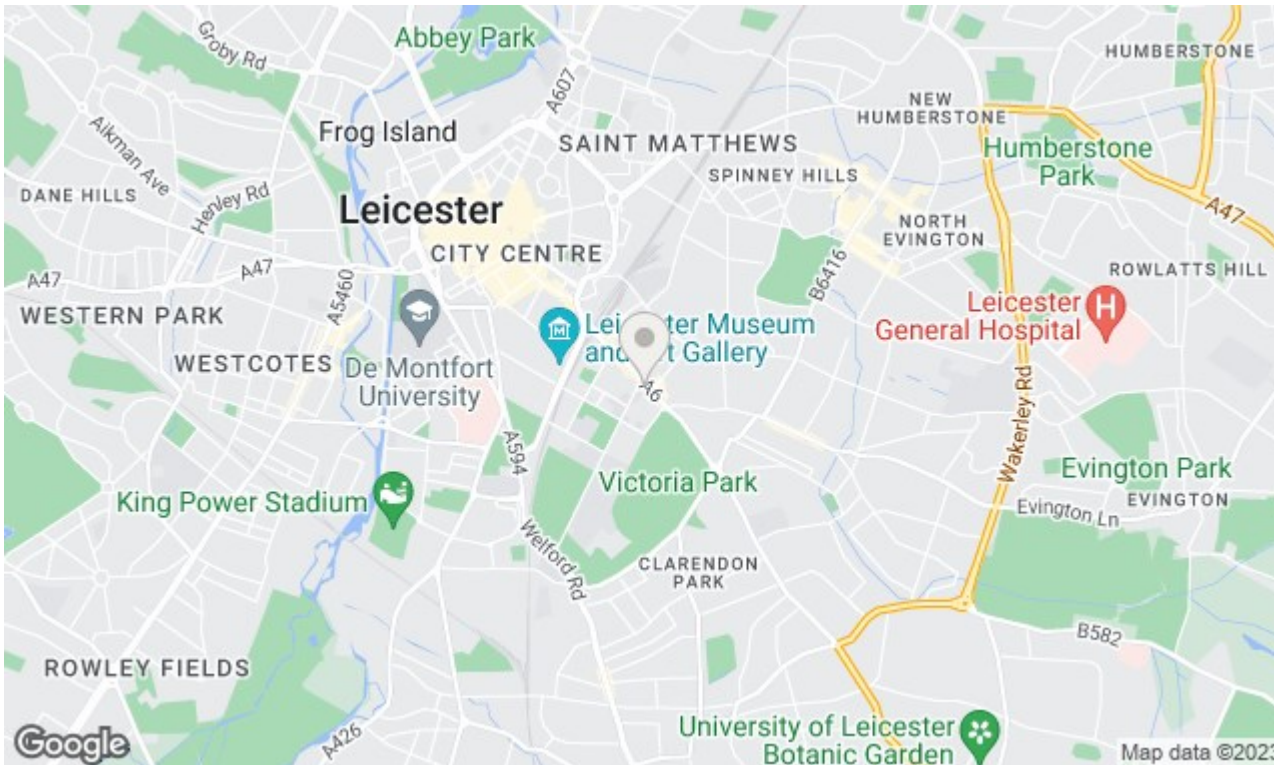 Groby Rd
Abbey Park
A607
HUMBERSTONE
Aikman Ave
Frog Island
SAINT MATTHEWS
NEW
HUMBERSTONE
Humberstone
Park
DANE HILLS
Henley Rd
Leicester
SPINNEY HILLS
A47
CITY CENTRE
NORTH
EVINGTON
B6416
A47
A47
A5460
ROWLATTS HILL
WESTERN PARK
Leicester Museum
and Art Gallery
Leicester
General Hospital
H
M
WESTCOTES
De Montfort
University
A6
Wakerley Rd
A594
King Power Stadium
Victoria Park
Evington Park
EVINGTON
Evington Ln
Welford Rd
CLARENDON
PARK
B582
ROWLEY FIELDS
A426
University of Leicester
Botanic Garden
Google
Map data ©2023